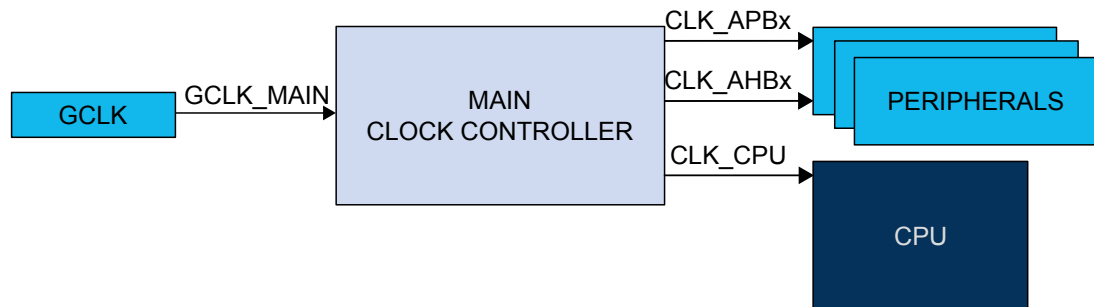 GCLK
GCLK_MAIN
MAIN
CLOCK CONTROLLER
CLK_APBx
CLK_AHBx
CLK_CPU
PERIPHERALS
CPU